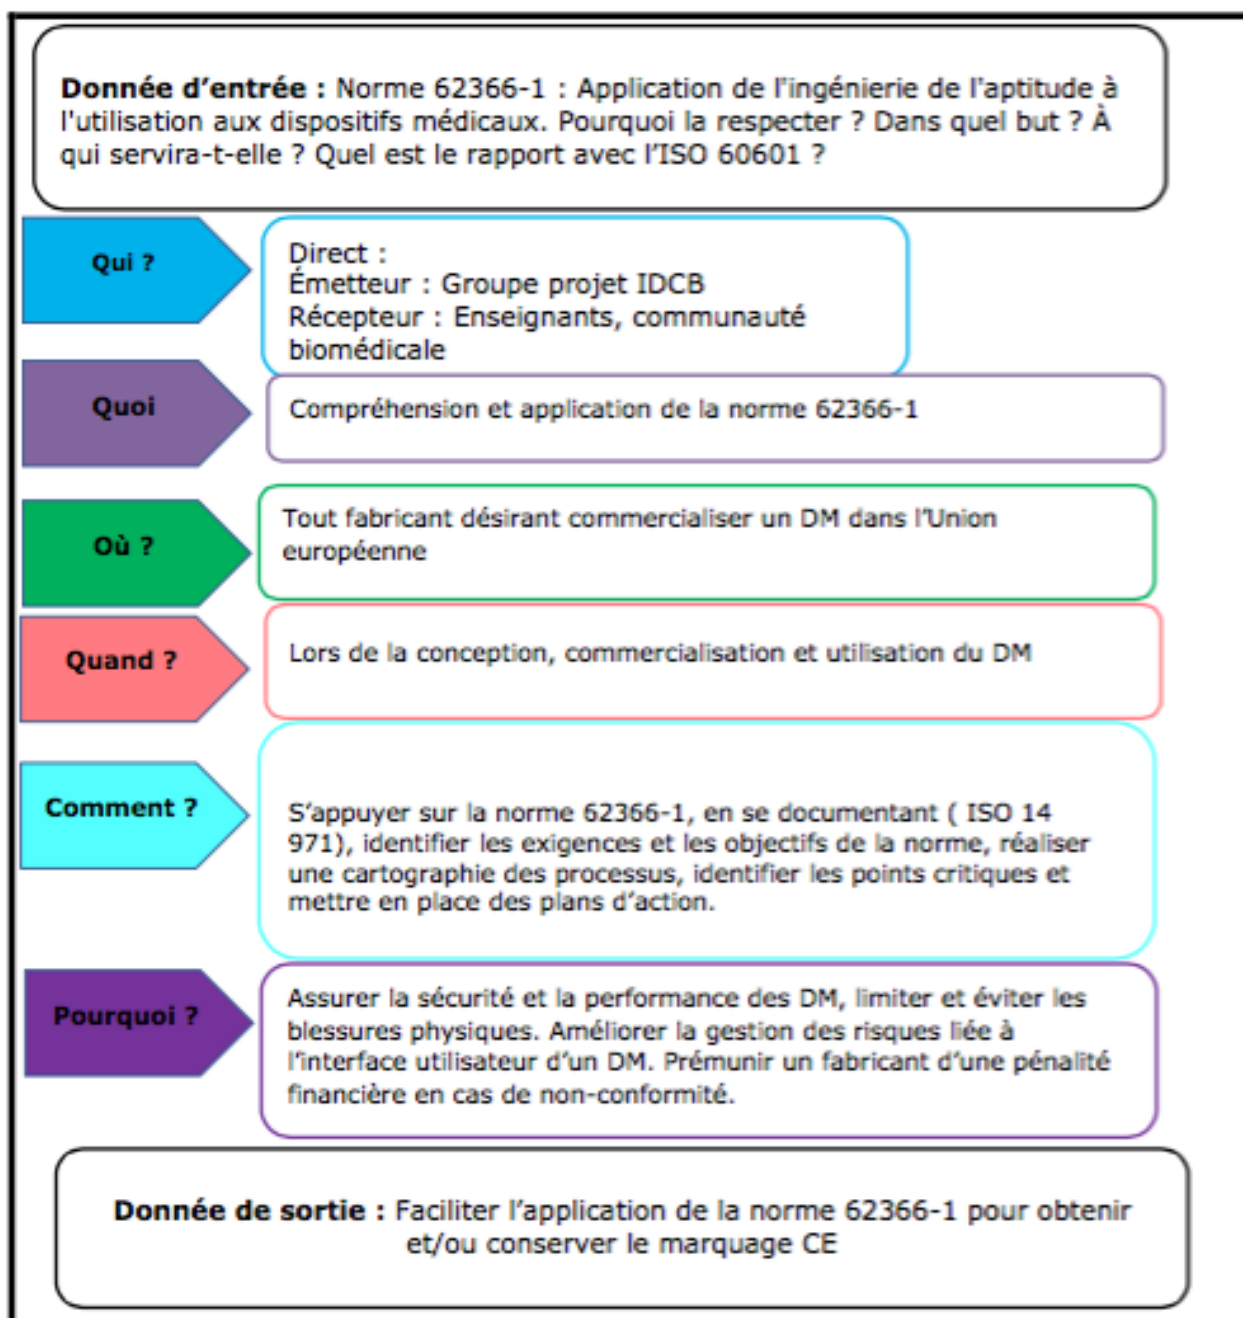 Donnée d’entrée : Norme 62366-1 : Application de l'ingénierie de l'aptitude à
l'utilisation aux dispositifs médicaux. Pourquoi la respecter ? Dans quel but ? À
qui servira-t-elle ? Quel est le rapport avec l’ISO 60601 ?
Qui ?
Direct :
Émetteur : Groupe projet IDCB
Récepteur : Enseignants, communauté
biomédicale
Quoi
Compréhension et application de la norme 62366-1
Où ?
Tout fabricant désirant commercialiser un DM dans l’Union
européenne
Quand ?
Lors de la conception, commercialisation et utilisation du DM
Comment ?
S’appuyer sur la norme 62366-1, en se documentant ( ISO 14
971), identifier les exigences et les objectifs de la norme, réaliser
une cartographie des processus, identifier les points critiques et
mettre en place des plans d’action.
Pourquoi ?
Assurer la sécurité et la performance des DM, limiter et éviter les
blessures physiques. Améliorer la gestion des risques liée à
l’interface utilisateur d’un DM. Prémunir un fabricant d’une pénalité
financière en cas de non-conformité.
Donnée de sortie : Faciliter l’application de la norme 62366-1 pour obtenir
et/ou conserver le marquage CE